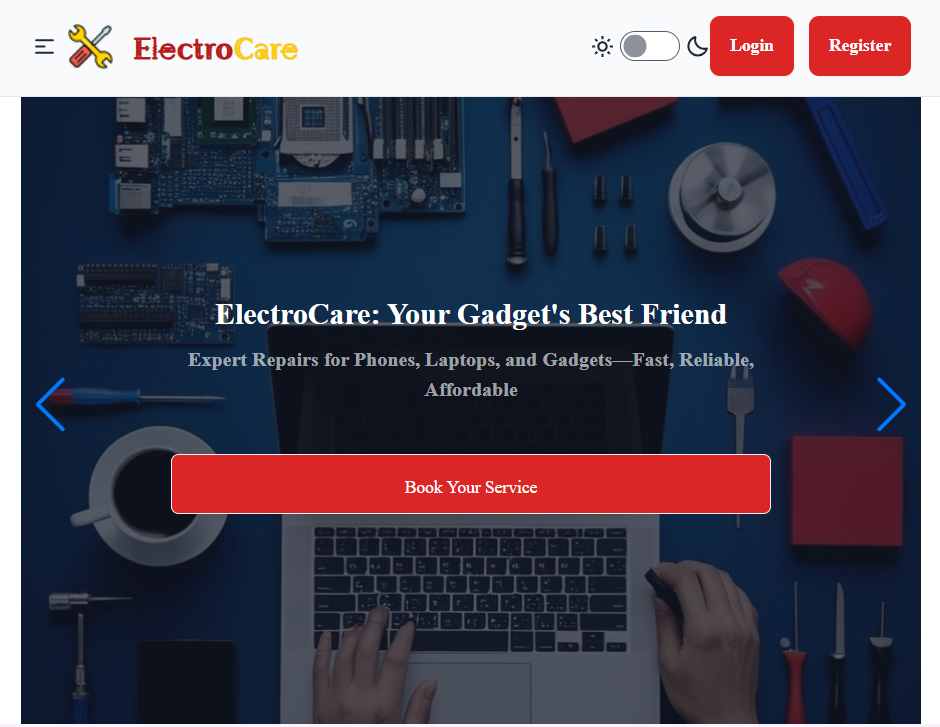 ElectroCare
Login
Register
ElectroCare: Your Gadget's Best Friend
Expert Repairs for Phones, Laptops, and Gadgets—Fast, Reliable,
Affordable
Book Your Service